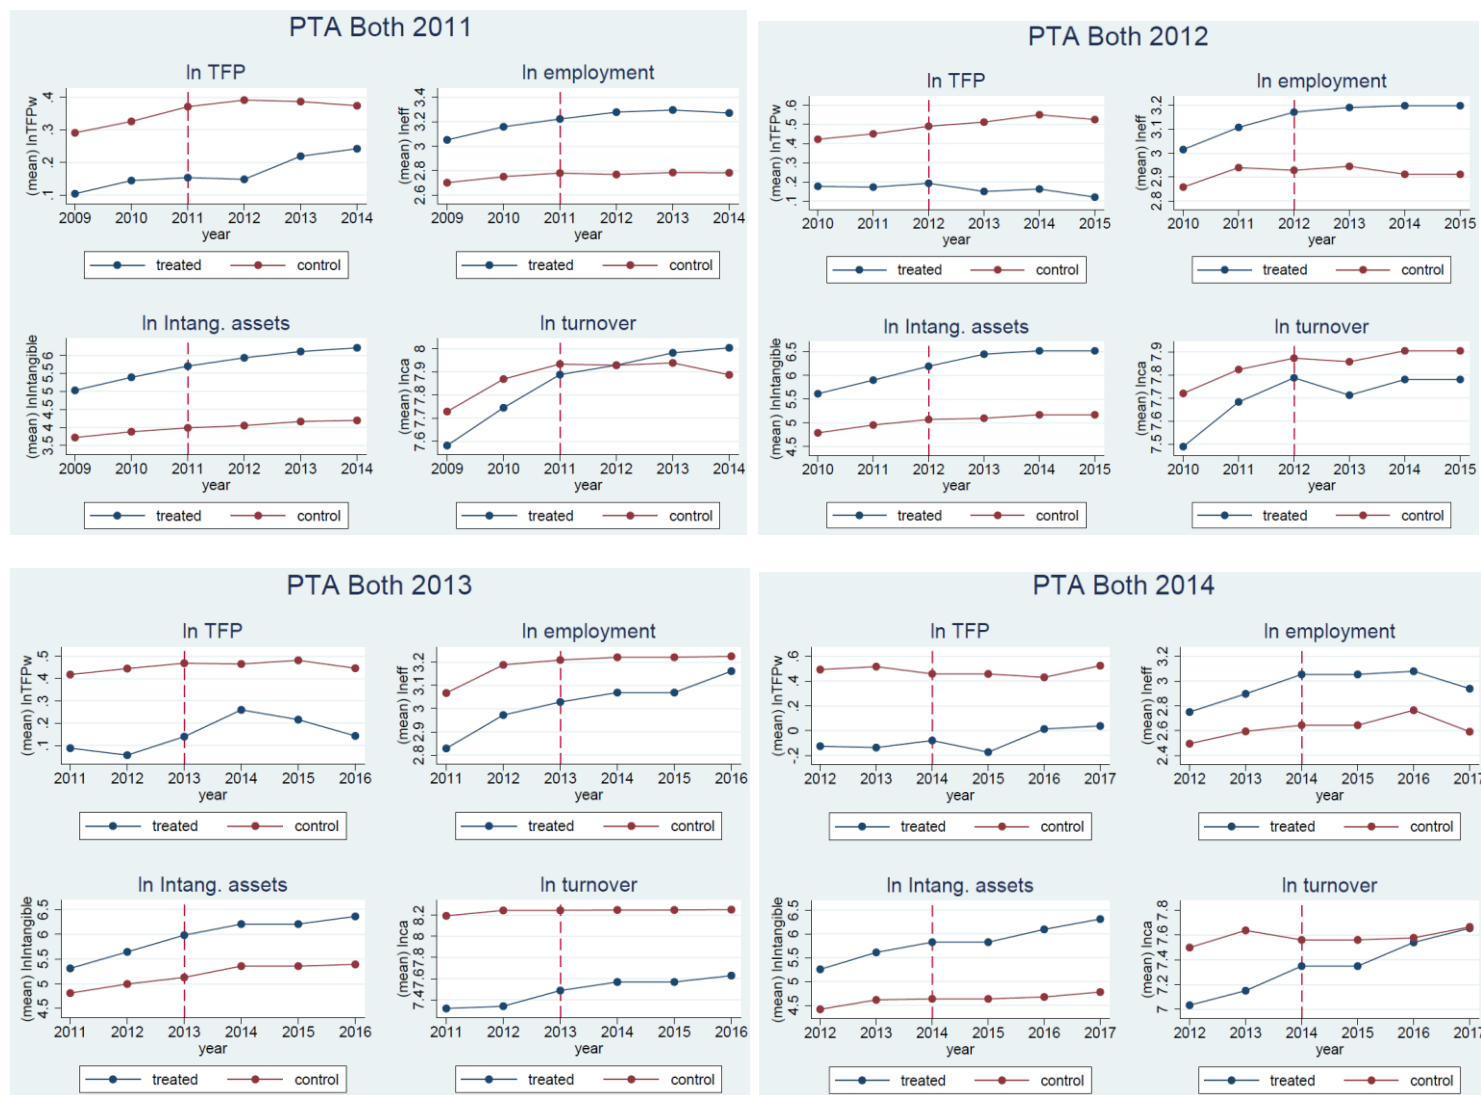 PTA Both 2011
ln TFP
(mean) lnTFPw
.1 .2 .3 .4
2009 2010 2011 2012 2013 2014
year
treated control
ln employment
(mean) lneff
2.6 2.8 3 3.2 3.4
2009 2010 2011 2012 2013 2014
year
treated control
ln Intang. assets
(mean) lnIntangible
3.5 4 4.5 5 5.5 6
2009 2010 2011 2012 2013 2014
year
treated control
ln turnover
(mean) lnca
7.6 7.7 7.8 7.9 8
2009 2010 2011 2012 2013 2014
year
treated control
PTA Both 2012
ln TFP
(mean) lnTFPw
.1 .2 .3 .4 .5 .6
2010 2011 2012 2013 2014 2015
year
treated control
ln employment
(mean) lneff
2.8 2.9 3 3.1 3.2
2010 2011 2012 2013 2014 2015
year
treated control
ln Intang. assets
(mean) lnIntangible
4.5 5 5.5 6 6.5
2010 2011 2012 2013 2014 2015
year
treated control
ln turnover
(mean) lnca
7.5 7.6 7.7 7.8 7.9
2010 2011 2012 2013 2014 2015
year
treated control
PTA Both 2013
ln TFP
(mean) lnTFPw
.1 .2 .3 .4 .5
2011 2012 2013 2014 2015 2016
year
treated control
ln employment
(mean) lneff
2.8 2.9 3 3.1 3.2
2011 2012 2013 2014 2015 2016
year
treated control
ln Intang. assets
(mean) lnIntangible
4.5 5 5.5 6 6.5
2011 2012 2013 2014 2015 2016
year
treated control
ln turnover
(mean) lnca
7.4 7.6 7.8 8 8.2
2011 2012 2013 2014 2015 2016
year
treated control
PTA Both 2014
ln TFP
(mean) lnTFPw
-.2 0 .2 .4 .6
2012 2013 2014 2015 2016 2017
year
treated control
ln employment
(mean) lneff
2.4 2.6 2.8 3 3.2
2012 2013 2014 2015 2016 2017
year
treated control
ln Intang. assets
(mean) lnIntangible
4.5 5 5.5 6 6.5
2012 2013 2014 2015 2016 2017
year
treated control
ln turnover
(mean) lnca
7 7.2 7.4 7.6 7.8
2012 2013 2014 2015 2016 2017
year
treated control